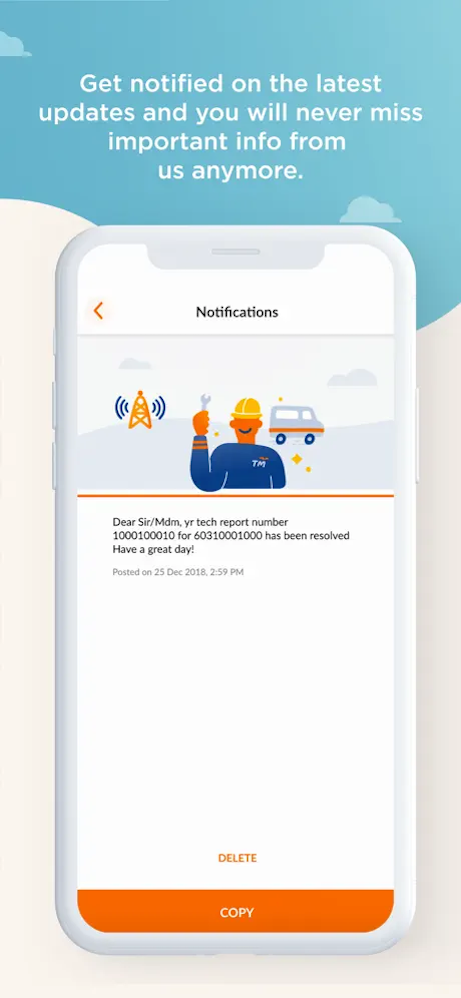 Get notified on the latest
updates and you will never miss
important info from
us anymore.
Notifications
TM
Dear Sir/Mdm, yr tech report number
1000100010 for 60310001000 has been resolved
Have a great day!
Posted on 25 Dec 2018, 2:59 PM
DELETE
COPY